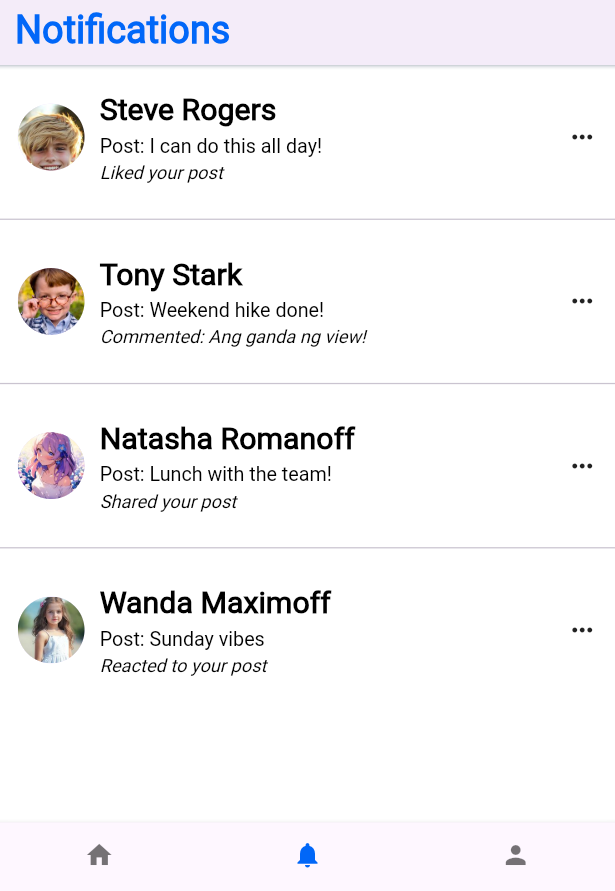 Notifications
Steve Rogers
Post: I can do this all day!
Liked your post
Tony Stark
Post: Weekend hike done!
Commented: Ang ganda ng view!
Natasha Romanoff
Post: Lunch with the team!
Shared your post
Wanda Maximoff
Post: Sunday vibes
Reacted to your post